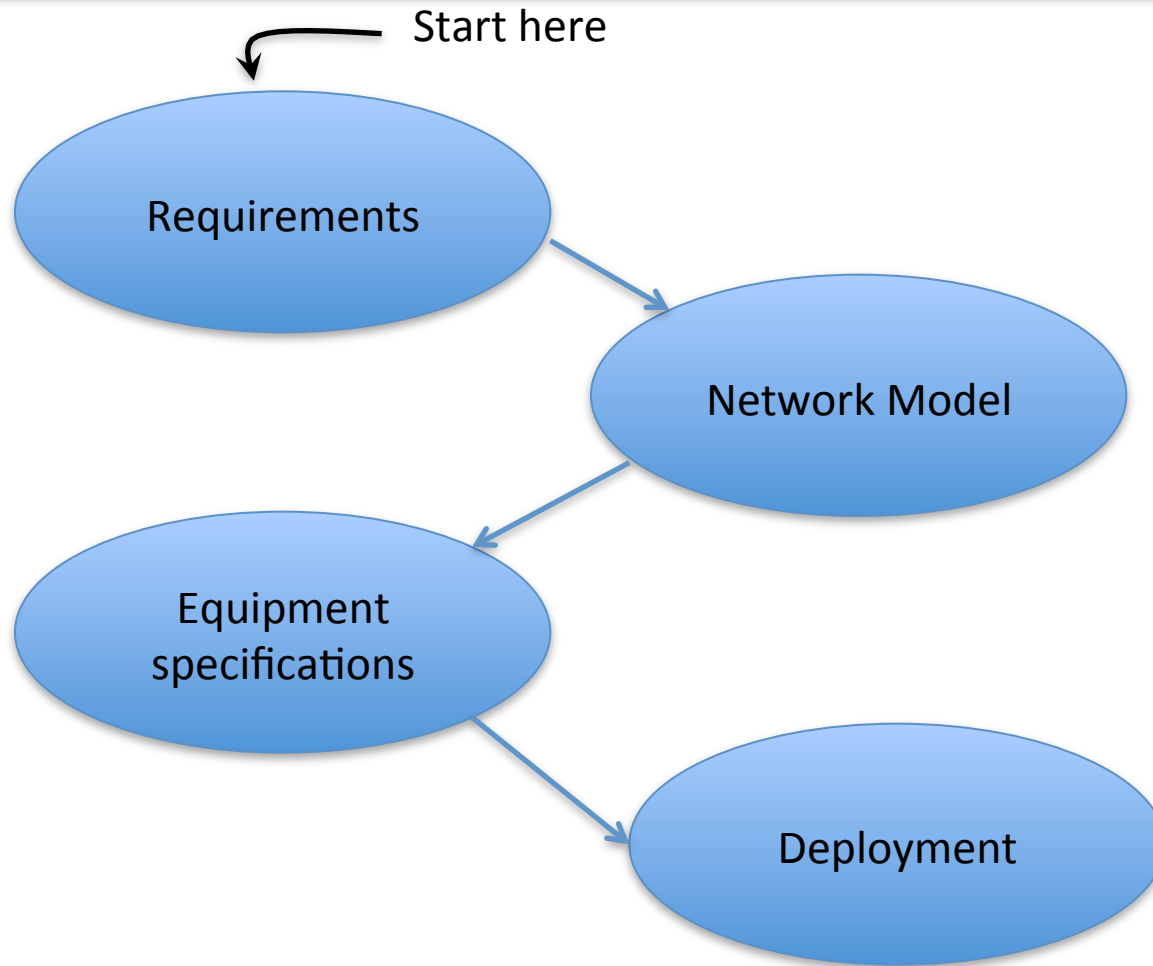 Start here
Requirements
Network Model
Equipment
specifications
Deployment